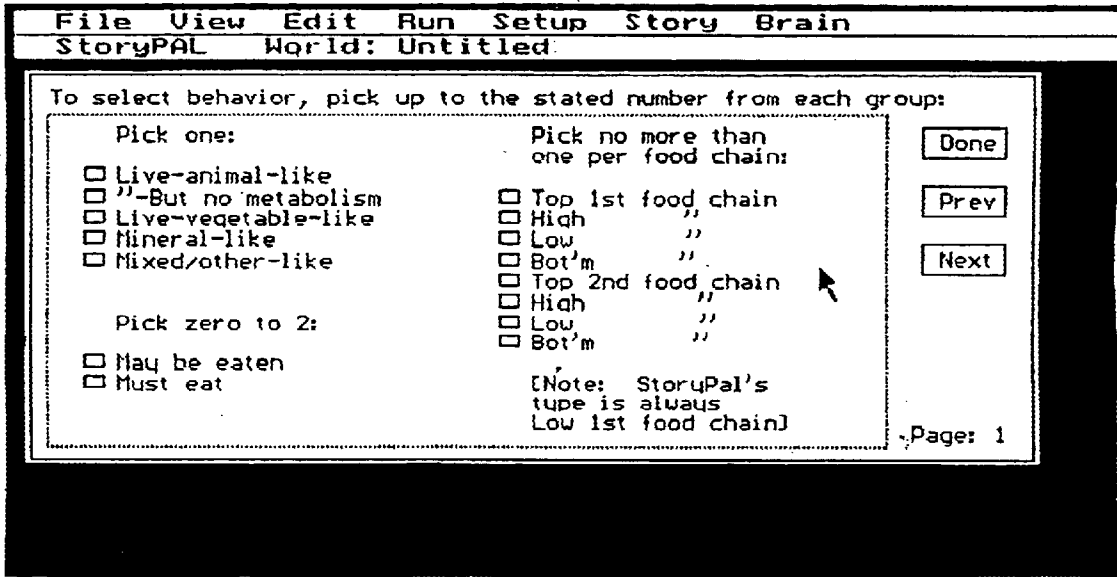 File View Edit Run Setup Story Brain
StoryPAL World: Untitled
To select behavior, pick up to the stated number from each group:
Pick one:
Live-animal-like
”-But no metabolism
Live-vegetable-like
Mineral-like
Mixed/other-like
Pick zero to 2:
May be eaten
Must eat
Pick no more than
one per food chain:
Top 1st food chain
High ”
Low ”
Bot'm ”
Top 2nd food chain
High ”
Low ”
Bot'm ”
[Note: StoryPal's
type is always
Low 1st food chain]
Done
Prev
Next
Page: 1